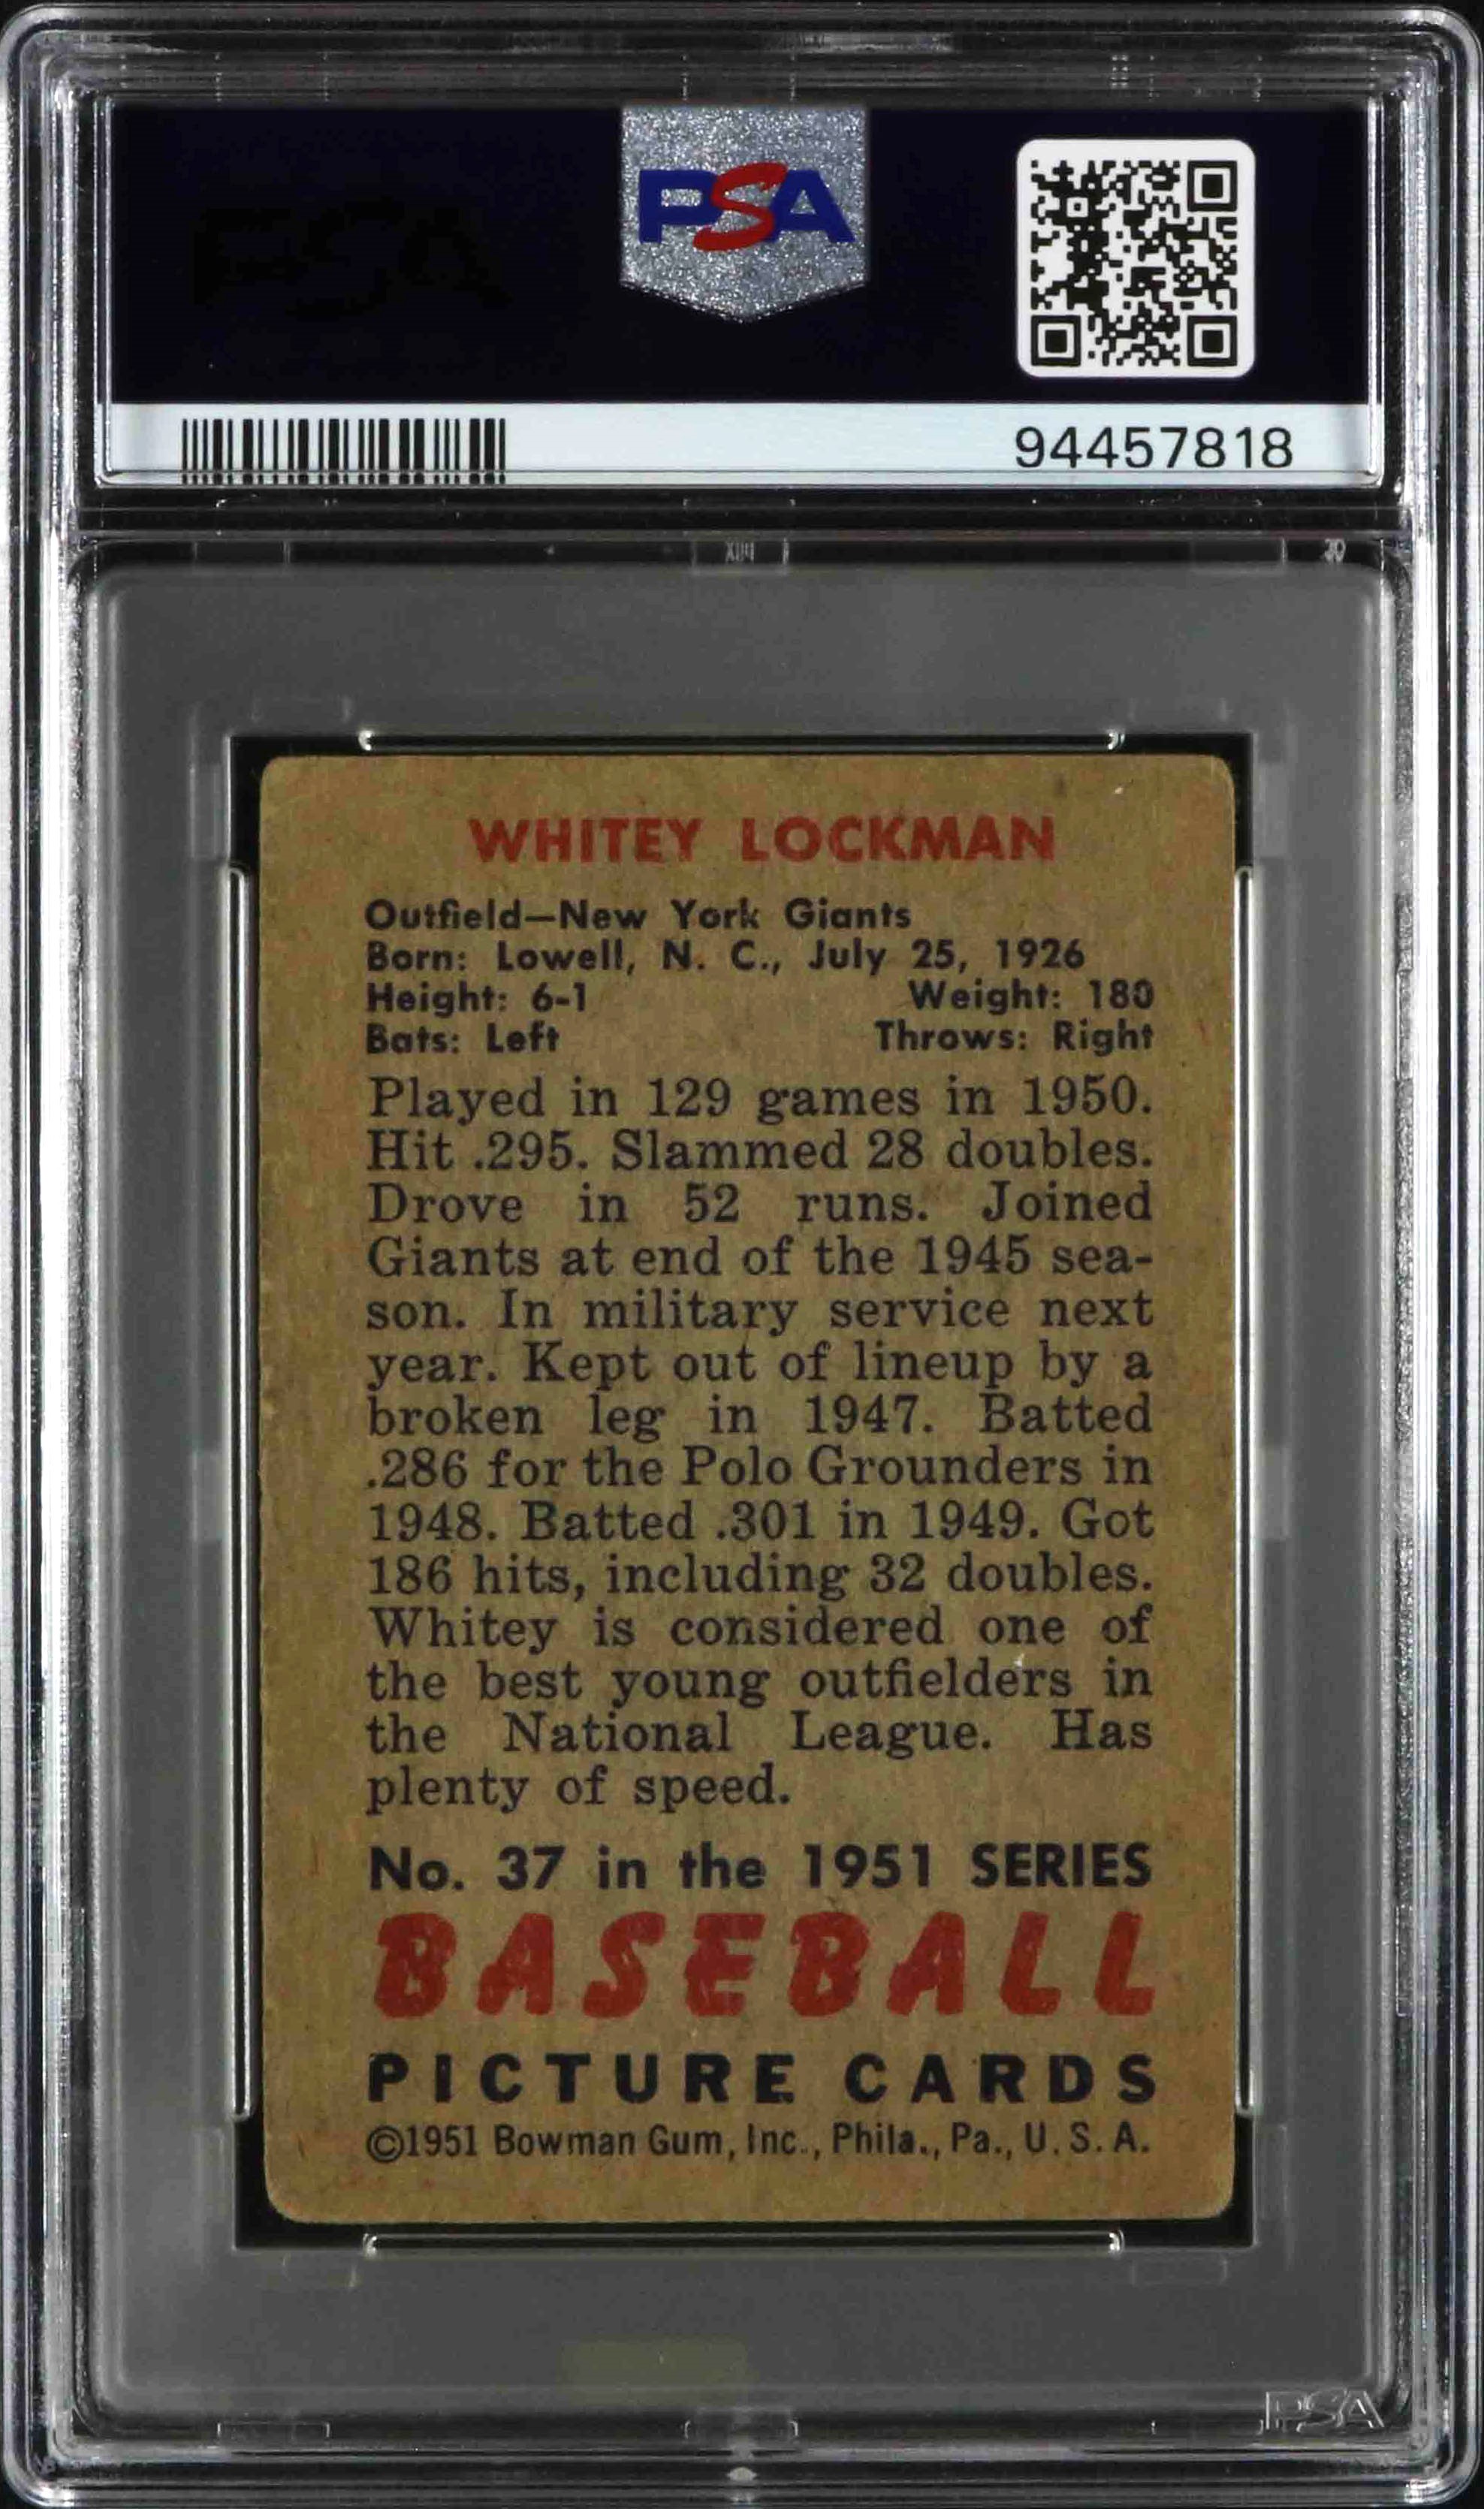 PSA
94457818
WHITEY LOCKMAN
Outfield—New York Giants
Born: Lowell, N. C., July 25, 1926
Height: 6-1 Weight: 180
Bats: Left Throws: Right
Played in 129 games in 1950.
Hit .295. Slammed 28 doubles.
Drove in 52 runs. Joined
Giants at end of the 1945 sea-
son. In military service next
year. Kept out of lineup by a
broken leg in 1947. Batted
.286 for the Polo Grounders in
1948. Batted .301 in 1949. Got
186 hits, including 32 doubles.
Whitey is considered one of
the best young outfielders in
the National League. Has
plenty of speed.
No. 37 in the 1951 SERIES
BASEBALL
PICTURE CARDS
©1951 Bowman Gum, Inc., Phila., Pa., U. S. A.
PSA